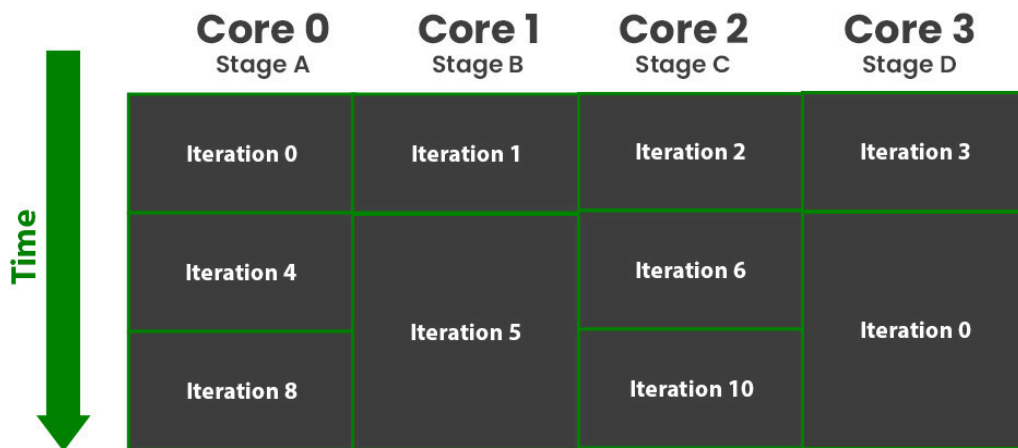 Core 0
Core 1
Core 2
Core 3
Stage A
Stage B
Stage C
Stage D
Time
Iteration 0
Iteration 1
Iteration 2
Iteration 3
Iteration 4
Iteration 5
Iteration 6
Iteration 0
Iteration 8
Iteration 10